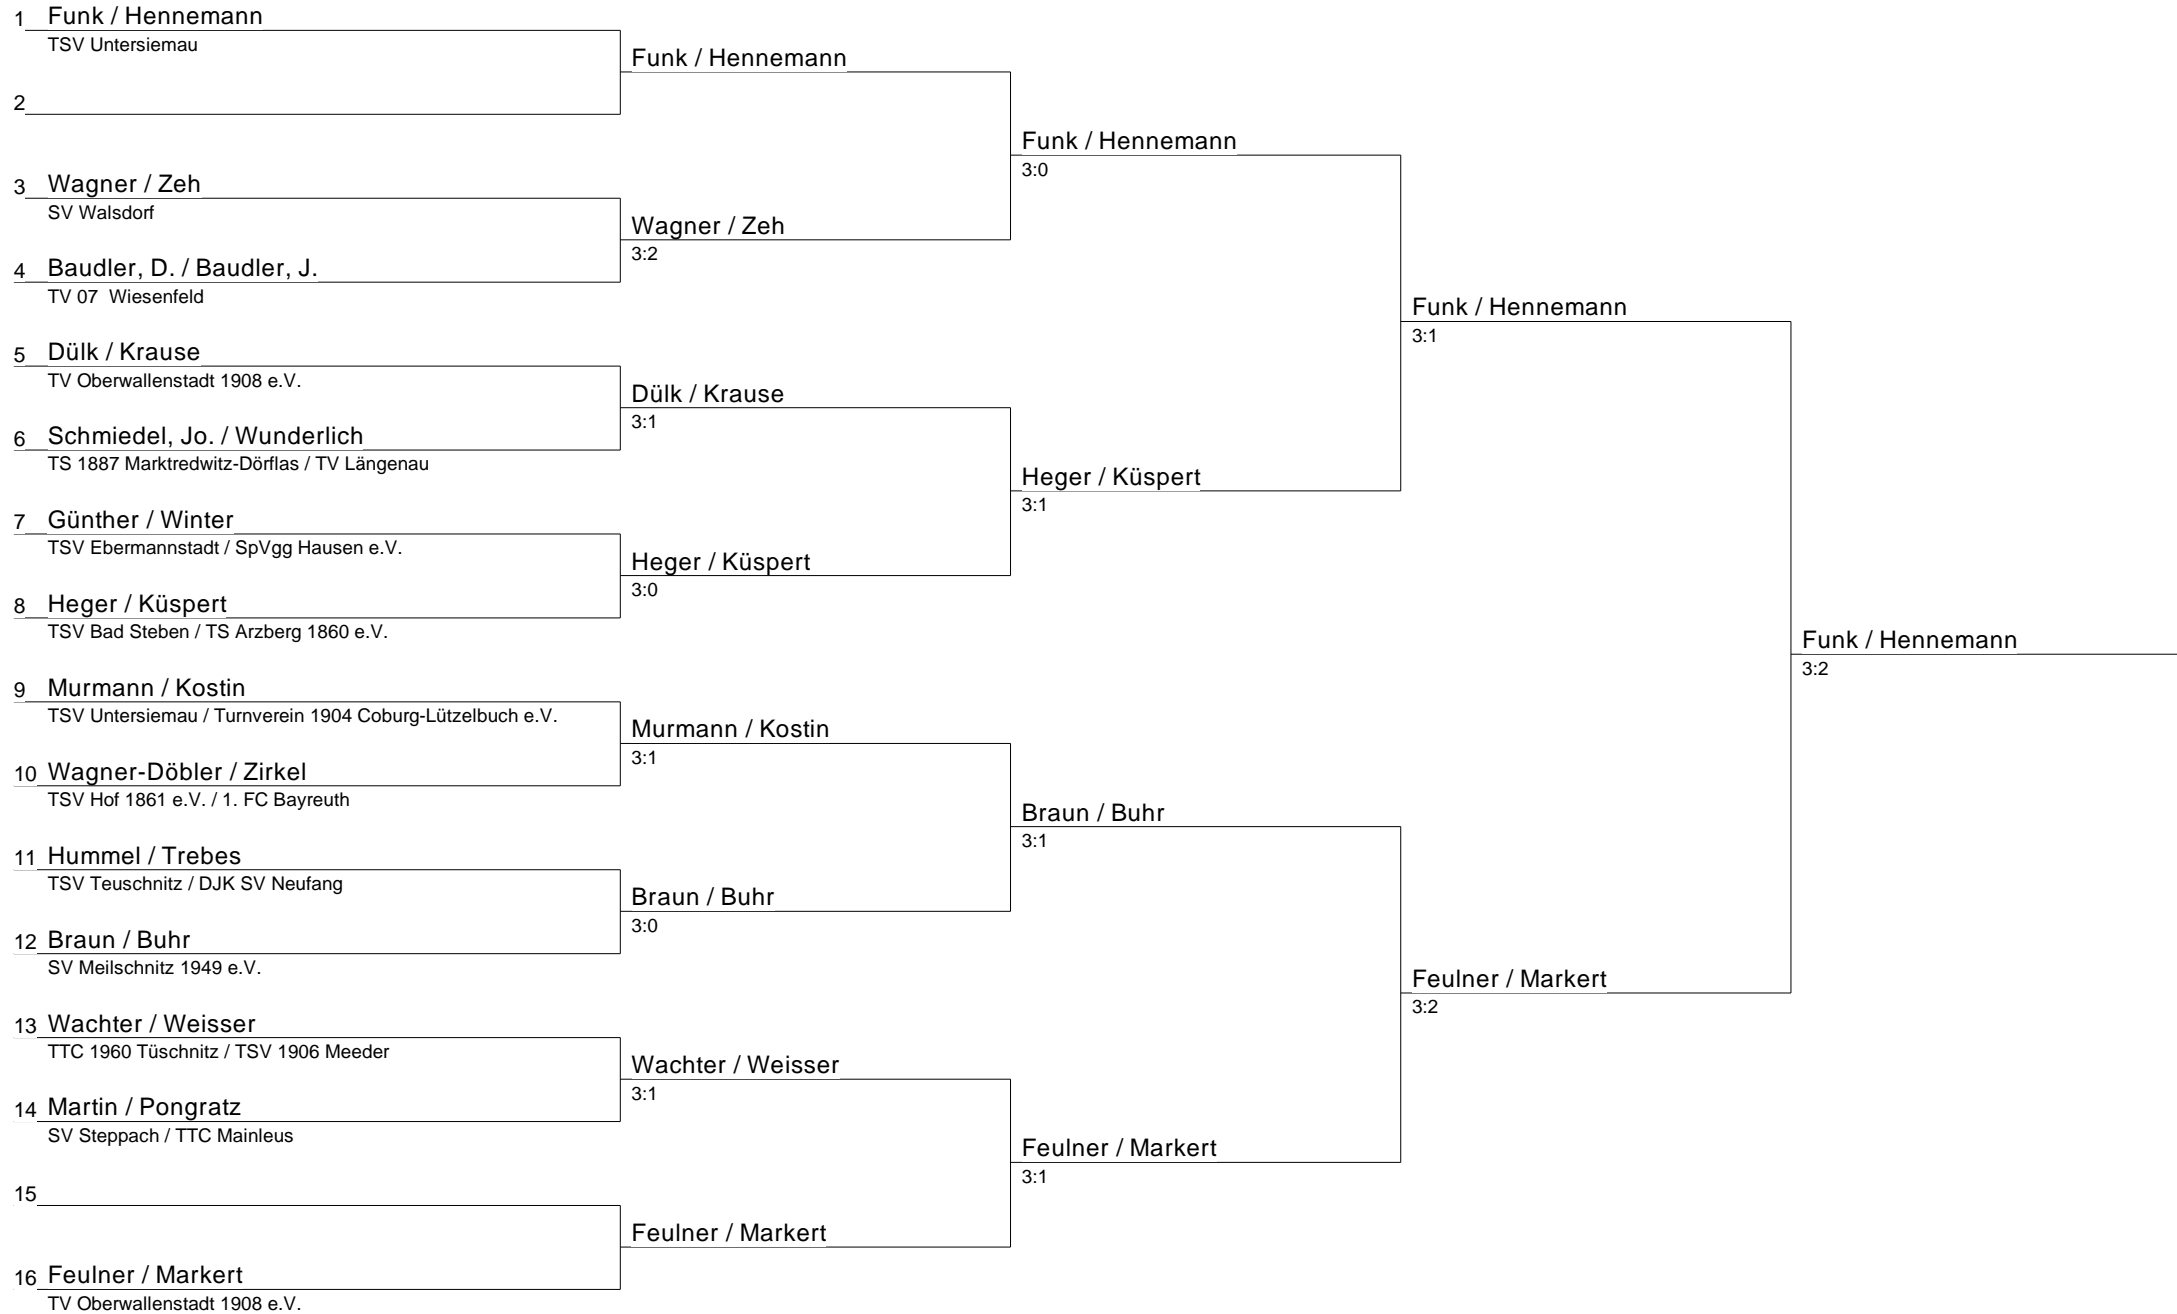 1 Funk / Hennemann
TSV Untersiemau
2
3 Wagner / Zeh
SV Walsdorf
4 Baudler, D. / Baudler, J.
TV 07  Wiesenfeld
5 Dülk / Krause
TV Oberwallenstadt 1908 e.V.
6 Schmiedel, Jo. / Wunderlich
TS 1887 Marktredwitz-Dörflas / TV Längenau
7 Günther / Winter
TSV Ebermannstadt / SpVgg Hausen e.V.
8 Heger / Küspert
TSV Bad Steben / TS Arzberg 1860 e.V.
9 Murmann / Kostin
TSV Untersiemau / Turnverein 1904 Coburg-Lützelbuch e.V.
10 Wagner-Döbler / Zirkel
TSV Hof 1861 e.V. / 1. FC Bayreuth
11 Hummel / Trebes
TSV Teuschnitz / DJK SV Neufang
12 Braun / Buhr
SV Meilschnitz 1949 e.V.
13 Wachter / Weisser
TTC 1960 Tüschnitz / TSV 1906 Meeder
14 Martin / Pongratz
SV Steppach / TTC Mainleus
15
16 Feulner / Markert
TV Oberwallenstadt 1908 e.V.
Funk / Hennemann
Wagner / Zeh
3:2
Dülk / Krause
3:1
Heger / Küspert
3:0
Murmann / Kostin
3:1
Braun / Buhr
3:0
Wachter / Weisser
3:1
Feulner / Markert
Funk / Hennemann
3:0
Heger / Küspert
3:1
Braun / Buhr
3:1
Feulner / Markert
3:1
Funk / Hennemann
3:1
Feulner / Markert
3:2
Funk / Hennemann
3:2